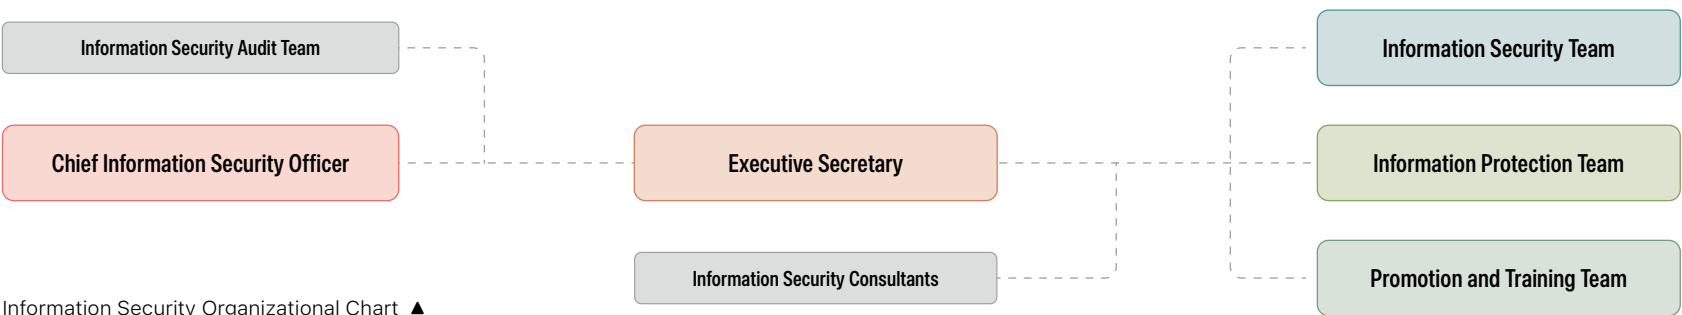 Information Security Audit Team
Chief Information Security Officer
Executive Secretary
Information Security Consultants
Information Security Team
Information Protection Team
Promotion and Training Team
Information Security Organizational Chart ▲